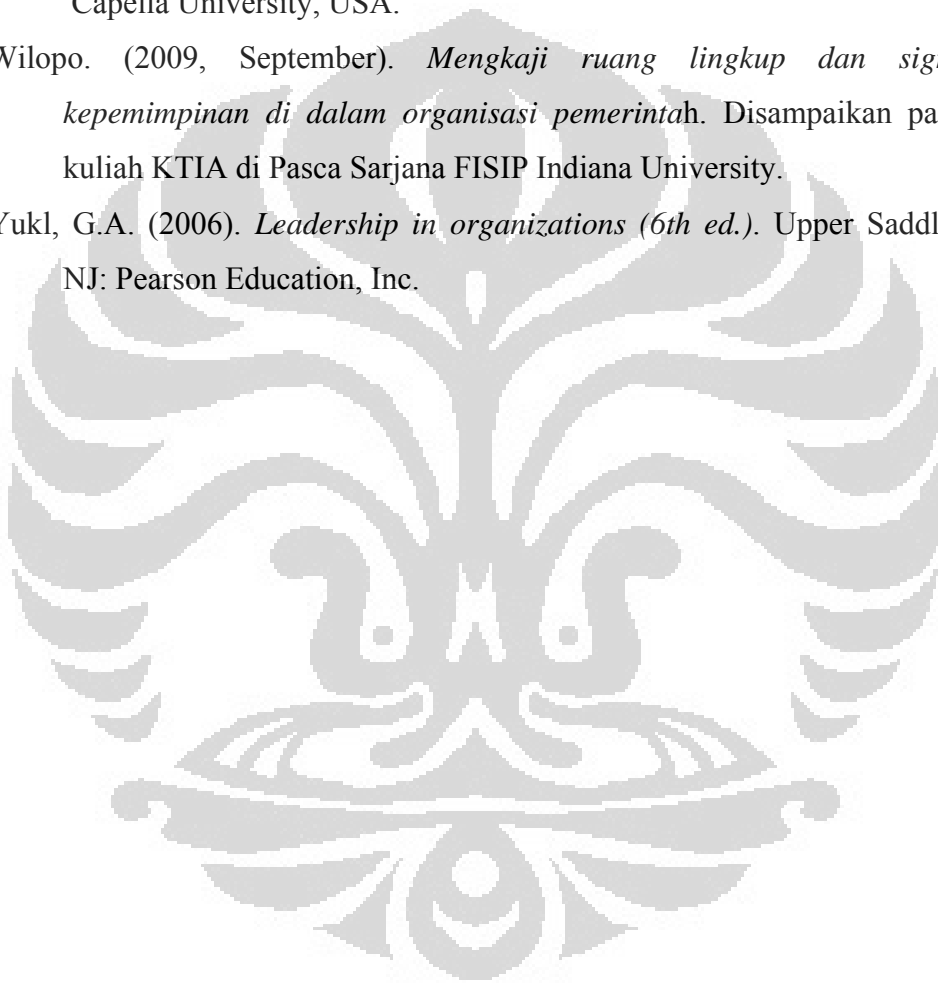 Capella University, USA.
Wilopo. (2009, September). Mengkaji ruang lingkup dan
kepemimpinan di dalam organisasi pemerintah. Disampaikan
kuliah KTIA di Pasca Sarjana FISIP Indiana University.
Yukl, G.A. (2006). Leadership in organizations (6th ed.). Upper
NJ: Pearson Education, Inc.